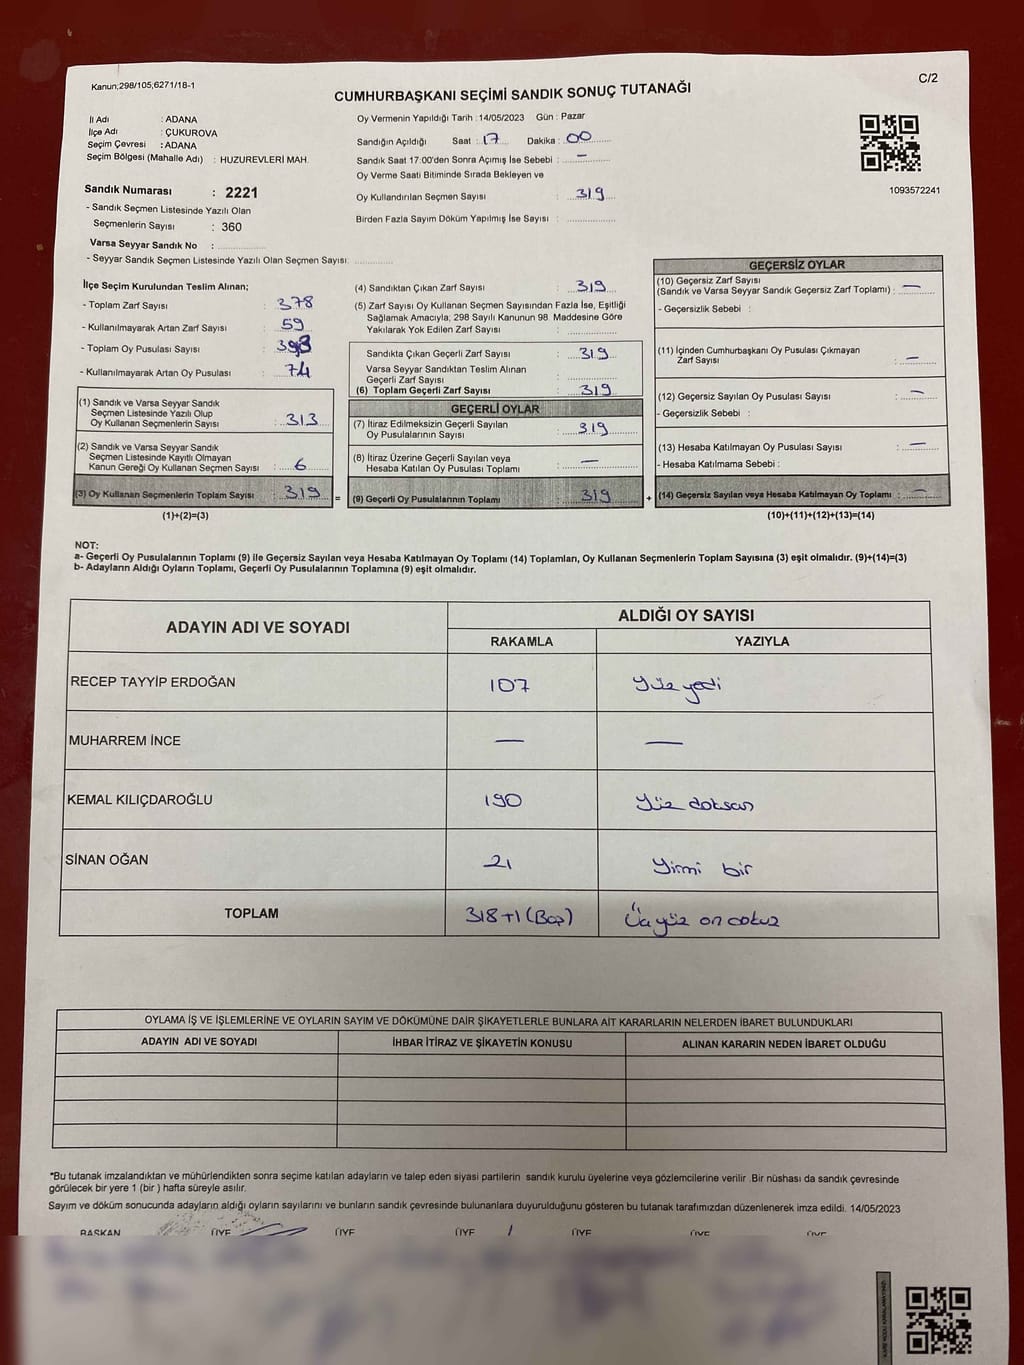 Kanun;298/105;6271/18-1
C/2
CUMHURBAŞKANI SEÇİMİ SANDIK SONUÇ TUTANAĞI
İl Adı : ADANA
İlçe Adı : ÇUKUROVA
Seçim Çevresi : ADANA
Seçim Bölgesi (Mahalle Adı) : HUZUREVLERİ MAH.
Sandık Numarası : 2221
- Sandık Seçmen Listesinde Yazılı Olan
Seçmenlerin Sayısı : 360
Varsa Seyyar Sandık No :
- Seyyar Sandık Seçmen Listesinde Yazılı Olan Seçmen Sayısı:
Oy Vermenin Yapıldığı Tarih : 14/05/2023 Gün : Pazar
Sandığın Açıldığı Saat : 17 Dakika : 00
Sandık Saat 17:00'den Sonra Açımış İse Sebebi : —
Oy Verme Saati Bitiminde Sırada Bekleyen ve
Oy Kullandırılan Seçmen Sayısı : 319
Birden Fazla Sayım Döküm Yapılmış İse Sayısı :
1093572241
İlçe Seçim Kurulundan Teslim Alınan;
- Toplam Zarf Sayısı : 378
- Kullanılmayarak Artan Zarf Sayısı : 59
- Toplam Oy Pusulası Sayısı : 393
- Kullanılmayarak Artan Oy Pusulası : 74
(1) Sandık ve Varsa Seyyar Sandık
Seçmen Listesinde Yazılı Olup
Oy Kullanan Seçmenlerin Sayısı : 313
(2) Sandık ve Varsa Seyyar Sandık
Seçmen Listesinde Kayıtlı Olmayan
Kanun Gereği Oy Kullanan Seçmen Sayısı : 6
(3) Oy Kullanan Seçmenlerin Toplam Sayısı : 319
(1)+(2)=(3)
=
(4) Sandıktan Çıkan Zarf Sayısı : 319
(5) Zarf Sayısı Oy Kullanan Seçmen Sayısından Fazla İse, Eşitliği
Sağlamak Amacıyla; 298 Sayılı Kanunun 98. Maddesine Göre
Yakılarak Yok Edilen Zarf Sayısı :
Sandıkta Çıkan Geçerli Zarf Sayısı : 319
Varsa Seyyar Sandıktan Teslim Alınan
Geçerli Zarf Sayısı :
(6) Toplam Geçerli Zarf Sayısı : 319
GEÇERLİ OYLAR
(7) İtiraz Edilmeksizin Geçerli Sayılan
Oy Pusulalarının Sayısı : 319
(8) İtiraz Üzerine Geçerli Sayılan veya
Hesaba Katılan Oy Pusulası Toplamı : —
(9) Geçerli Oy Pusulalarının Toplamı : 319
+
GEÇERSİZ OYLAR
(10) Geçersiz Zarf Sayısı
(Sandık ve Varsa Seyyar Sandık Geçersiz Zarf Toplamı) : —
- Geçersizlik Sebebi :
(11) İçinden Cumhurbaşkanı Oy Pusulası Çıkmayan
Zarf Sayısı : —
(12) Geçersiz Sayılan Oy Pusulası Sayısı : —
- Geçersizlik Sebebi :
(13) Hesaba Katılmayan Oy Pusulası Sayısı : —
- Hesaba Katılmama Sebebi :
(14) Geçersiz Sayılan veya Hesaba Katılmayan Oy Toplamı : —
(10)+(11)+(12)+(13)=(14)
NOT:
a- Geçerli Oy Pusulalarının Toplamı (9) ile Geçersiz Sayılan veya Hesaba Katılmayan Oy Toplamı (14) Toplamları, Oy Kullanan Seçmenlerin Toplam Sayısına (3) eşit olmalıdır. (9)+(14)=(3)
b- Adayların Aldığı Oyların Toplamı, Geçerli Oy Pusulalarının Toplamına (9) eşit olmalıdır.
ADAYIN ADI VE SOYADI
ALDIĞI OY SAYISI
RAKAMLA YAZIYLA
RECEP TAYYİP ERDOĞAN 107 Yüz yedi
MUHARREM İNCE — —
KEMAL KILIÇDAROĞLU 190 Yüz doksan
SİNAN OĞAN 21 Yirmi bir
TOPLAM 318+1 (Boş) Üçyüz on dokuz
OYLAMA İŞ VE İŞLEMLERİNE VE OYLARIN SAYIM VE DÖKÜMÜNE DAİR ŞİKAYETLERLE BUNLARA AİT KARARLARIN NELERDEN İBARET BULUNDUKLARI
ADAYIN ADI VE SOYADI İHBAR İTİRAZ VE ŞİKAYETİN KONUSU ALINAN KARARIN NEDEN İBARET OLDUĞU
*Bu tutanak imzalandıktan ve mühürlendikten sonra seçime katılan adayların ve talep eden siyasi partilerin sandık kurulu üyelerine veya gözlemcilerine verilir .Bir nüshası da sandık çevresinde
görülecek bir yere 1 (bir ) hafta süreyle asılır.
Sayım ve döküm sonucunda adayların aldığı oyların sayılarını ve bunların sandık çevresinde bulunanlara duyurulduğunu gösteren bu tutanak tarafımızdan düzenlenerek imza edildi. 14/05/2023
BAŞKAN ÜYE ÜYE ÜYE ÜYE ÜYE ÜYE